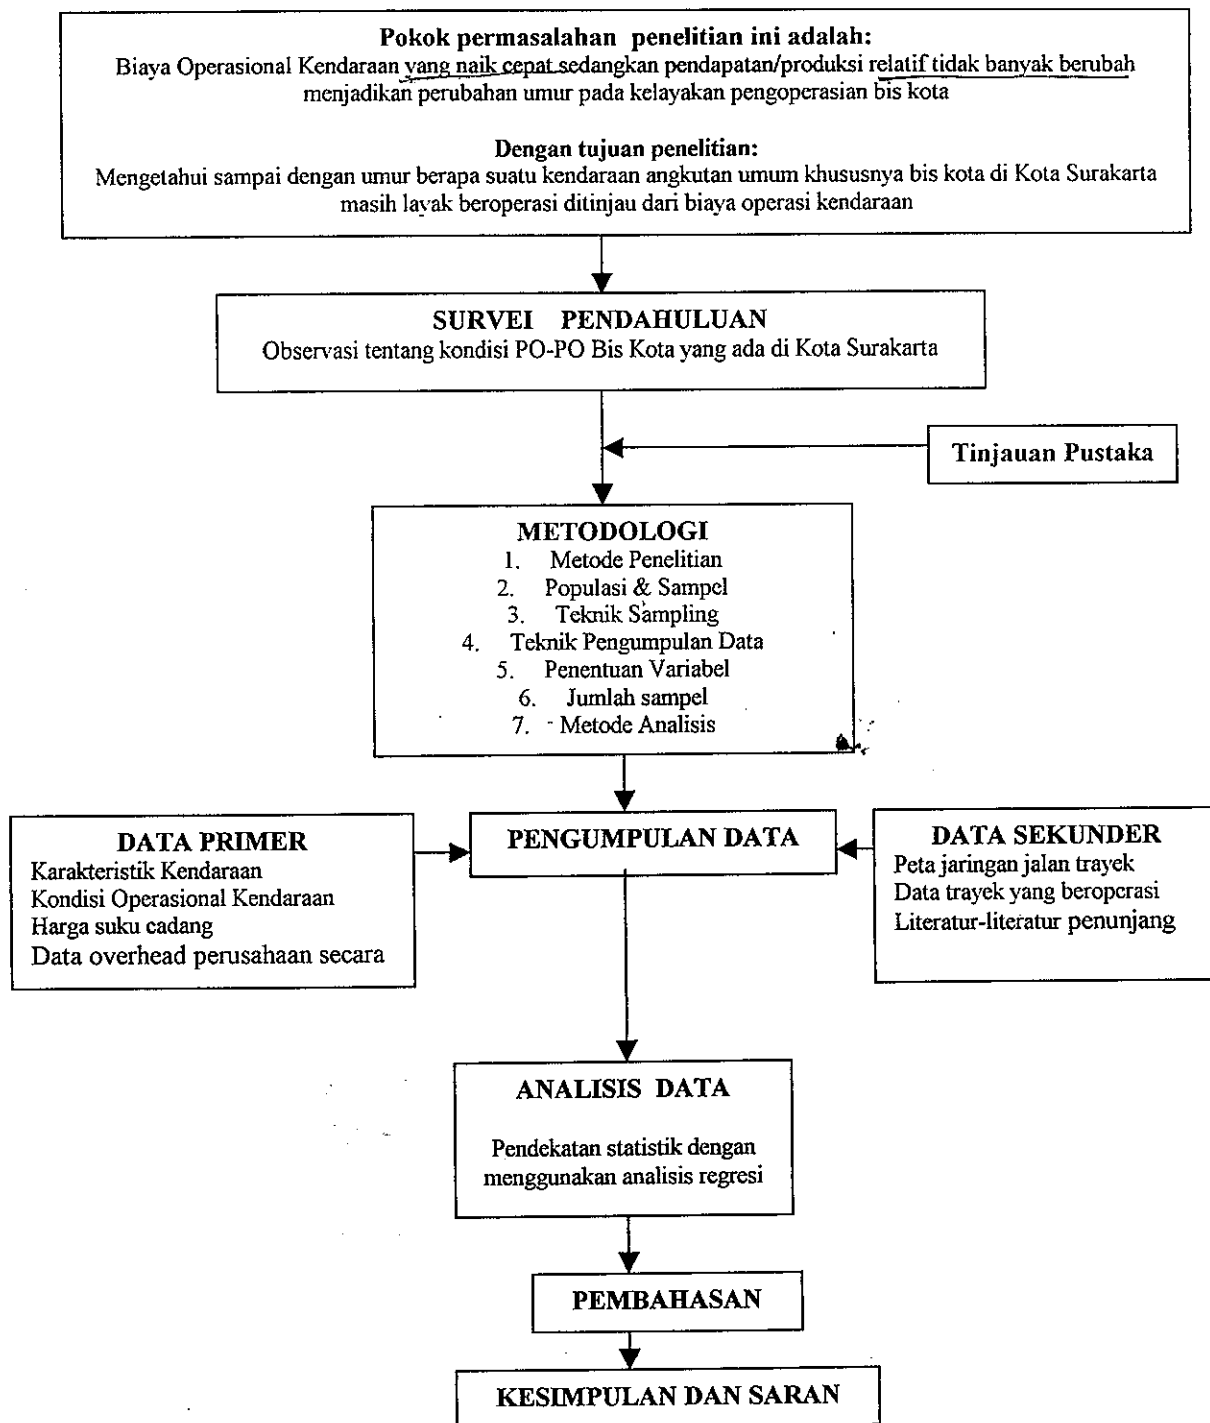 Pokok permasalahan penelitian ini adalah:
Biaya Operasional Kendaraan yang naik cepat sedangkan pendapatan/produksi relatif tidak banyak berubah
menjadikan perubahan umur pada kelayakan pengoperasian bis kota
Dengan tujuan penelitian:
Mengetahui sampai dengan umur berapa suatu kendaraan angkutan umum khususnya bis kota di Kota Surakarta
masih layak beroperasi ditinjau dari biaya operasi kendaraan
SURVEI PENDAHULUAN
Observasi tentang kondisi PO-PO Bis Kota yang ada di Kota Surakarta
Tinjauan Pustaka
METODOLOGI
1. Metode Penelitian
2. Populasi & Sampel
3. Teknik Sampling
4. Teknik Pengumpulan Data
5. Penentuan Variabel
6. Jumlah sampel
7. Metode Analisis
DATA PRIMER
Karakteristik Kendaraan
Kondisi Operasional Kendaraan
Harga suku cadang
Data overhead perusahaan secara
PENGUMPULAN DATA
DATA SEKUNDER
Peta jaringan jalan trayek
Data trayek yang beroperasi
Literatur-literatur penunjang
ANALISIS DATA
Pendekatan statistik dengan
menggunakan analisis regresi
PEMBAHASAN
KESIMPULAN DAN SARAN